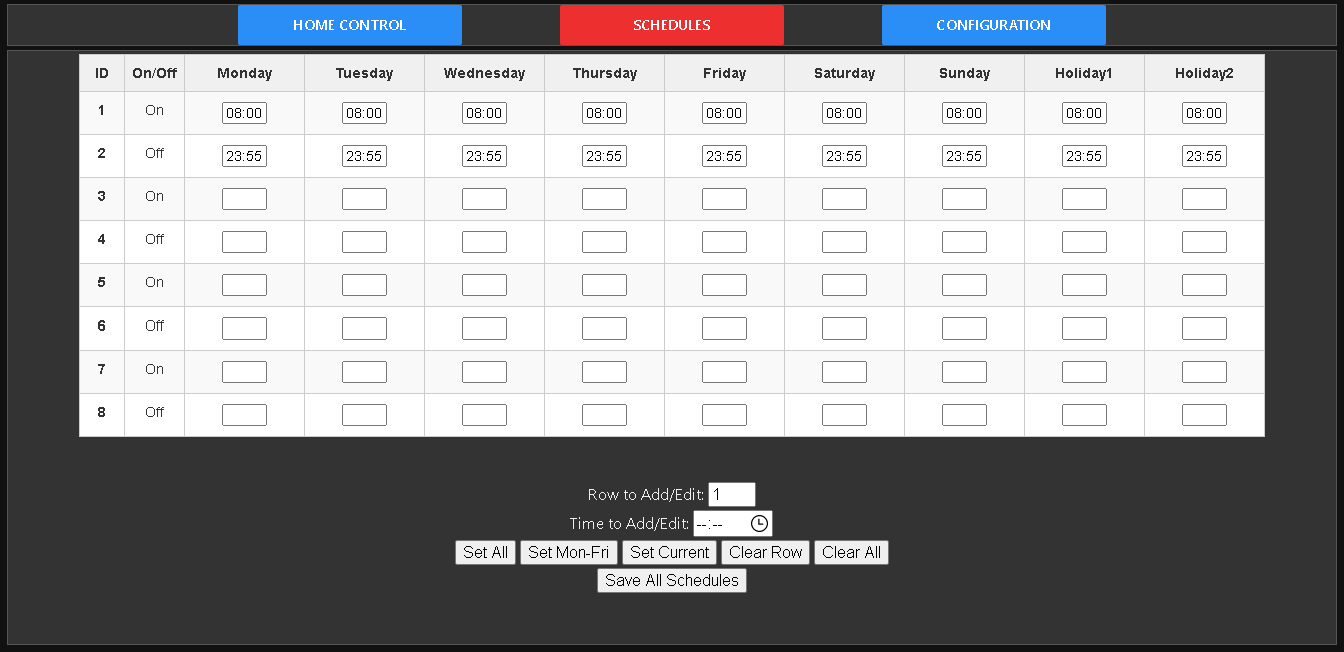 HOME CONTROL SCHEDULES CONFIGURATION
ID On/Off Monday Tuesday Wednesday Thursday Friday Saturday Sunday Holiday1 Holiday2
1 On 08:00 08:00 08:00 08:00 08:00 08:00 08:00 08:00 08:00
2 Off 23:55 23:55 23:55 23:55 23:55 23:55 23:55 23:55 23:55
3 On
4 Off
5 On
6 Off
7 On
8 Off
Row to Add/Edit: 1
Time to Add/Edit: --:--
Set All Set Mon-Fri Set Current Clear Row Clear All
Save All Schedules